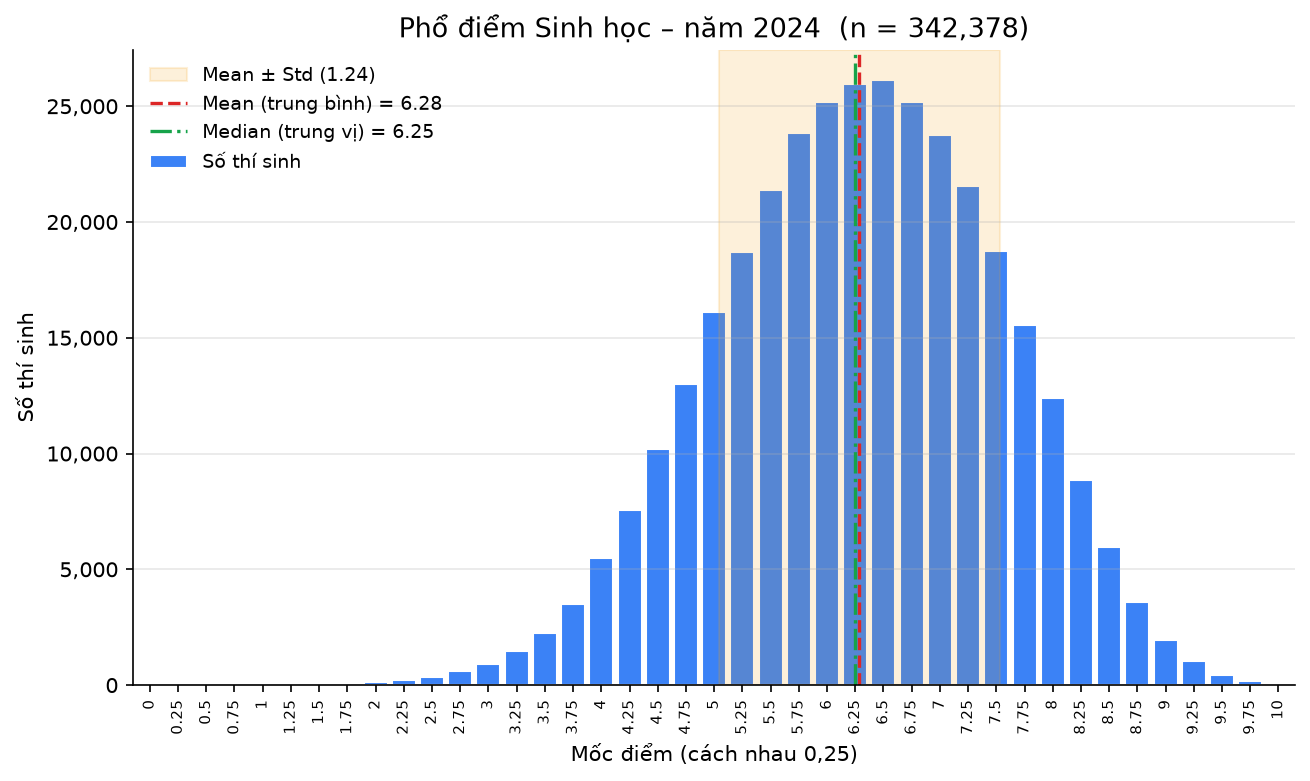 Phổ điểm Sinh học – năm 2024  (n = 342,378)
Mean ± Std (1.24)
Mean (trung bình) = 6.28
Median (trung vị) = 6.25
Số thí sinh
Số thí sinh
25,000
20,000
15,000
10,000
5,000
0
0 0.25 0.5 0.75 1 1.25 1.5 1.75 2 2.25 2.5 2.75 3 3.25 3.5 3.75 4 4.25 4.5 4.75 5 5.25 5.5 5.75 6 6.25 6.5 6.75 7 7.25 7.5 7.75 8 8.25 8.5 8.75 9 9.25 9.5 9.75 10
Mốc điểm (cách nhau 0,25)